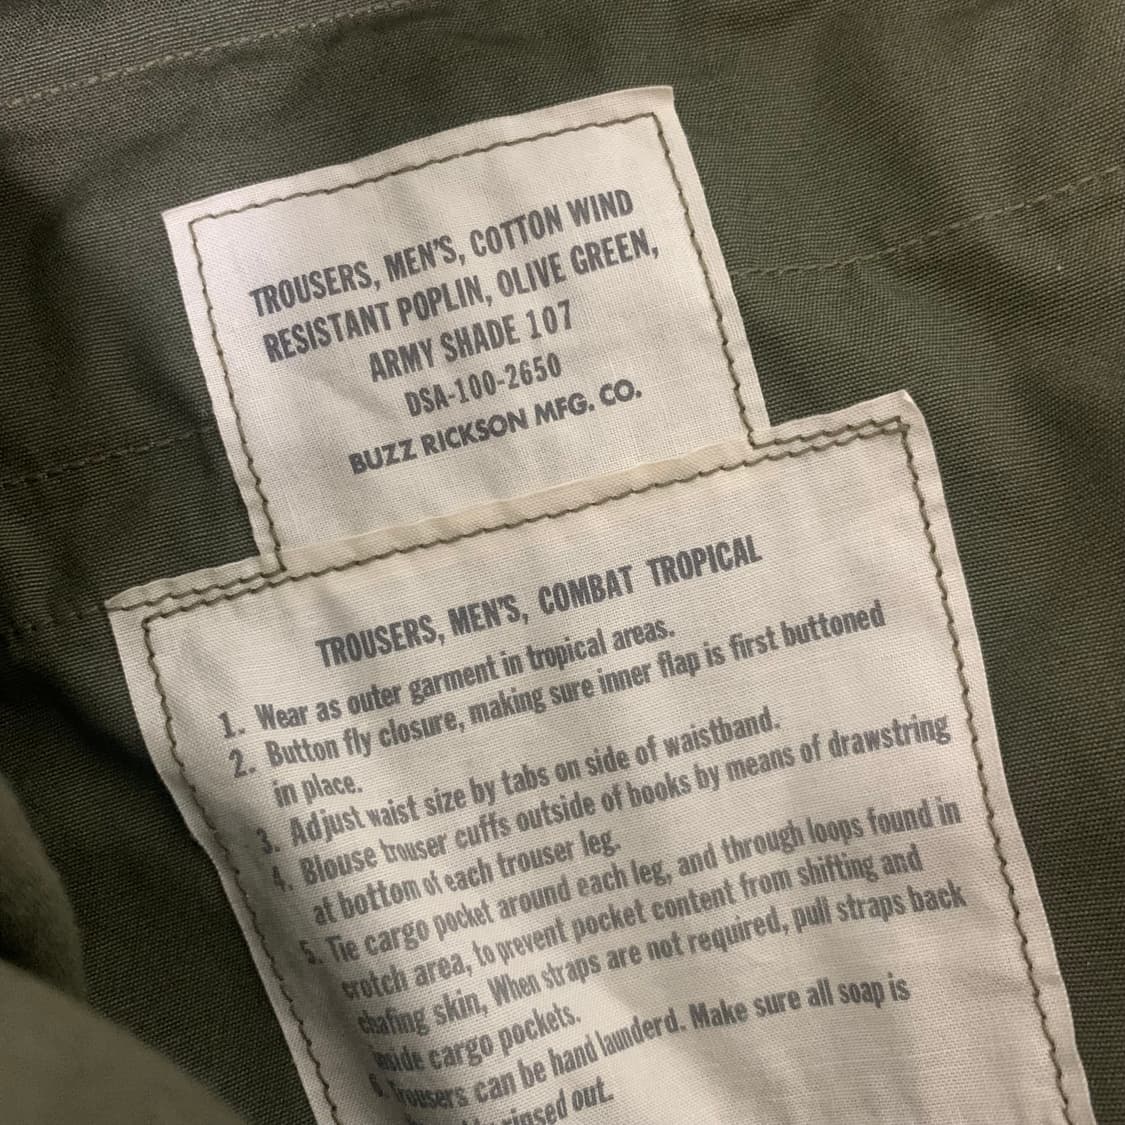 TROUSERS, MEN'S, COTTON WIND
RESISTANT POPLIN, OLIVE GREEN,
ARMY SHADE 107
DSA-100-2650
BUZZ RICKSON MFG. CO.
TROUSERS, MEN'S, COMBAT TROPICAL
1. Wear as outer garment in tropical areas.
2. Button fly closure, making sure inner flap is first buttoned
in place.
3. Adjust waist size by tabs on side of waistband.
4. Blouse trouser cuffs outside of books by means of drawstring
at bottom of each trouser leg.
5. Tie cargo pocket around each leg, and through loops found in
crotch area, to prevent pocket content from shifting and
chafing skin, When straps are not required, pull straps back
inside cargo pockets.
6. Trousers can be hand launderd. Make sure all soap is
rinsed out.